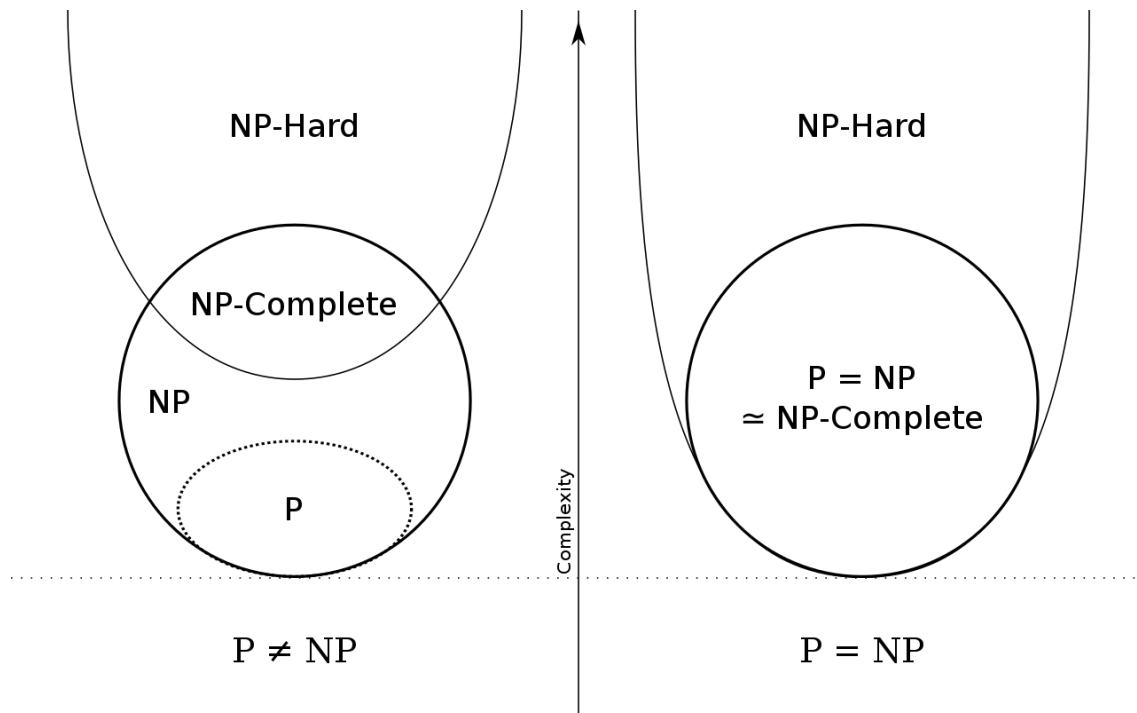 NP-Hard
NP-Complete
NP
P
P ≠ NP
Complexity
NP-Hard
P = NP
≃ NP-Complete
P = NP